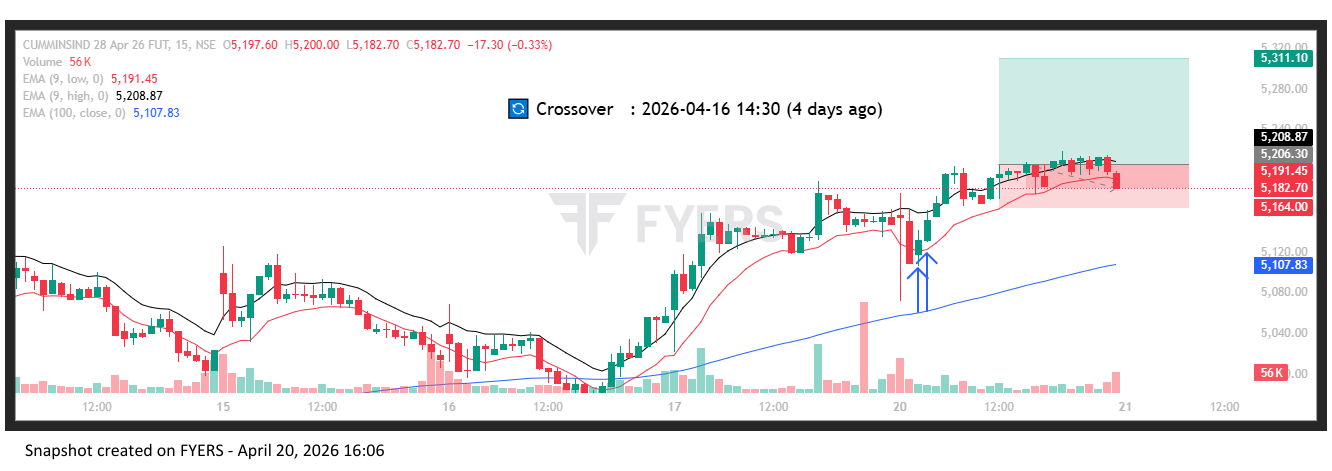 CUMMINSIND 28 Apr 26 FUT, 15, NSE O5,197.60 H5,200.00 L5,182.70 C5,182.70 −17.30 (−0.33%)
Volume 56K
EMA (9, low, 0) 5,191.45
EMA (9, high, 0) 5,208.87
EMA (100, close, 0) 5,107.83
Crossover : 2026-04-16 14:30 (4 days ago)
FYERS
5,320.00
5,311.10
5,280.00
5,240.00
5,208.87
5,206.30
5,191.45
5,182.70
5,164.00
5,120.00
5,107.83
5,080.00
5,040.00
56K
12:00 15 12:00 16 12:00 17 12:00 20 12:00 21 12:00
Snapshot created on FYERS - April 20, 2026 16:06